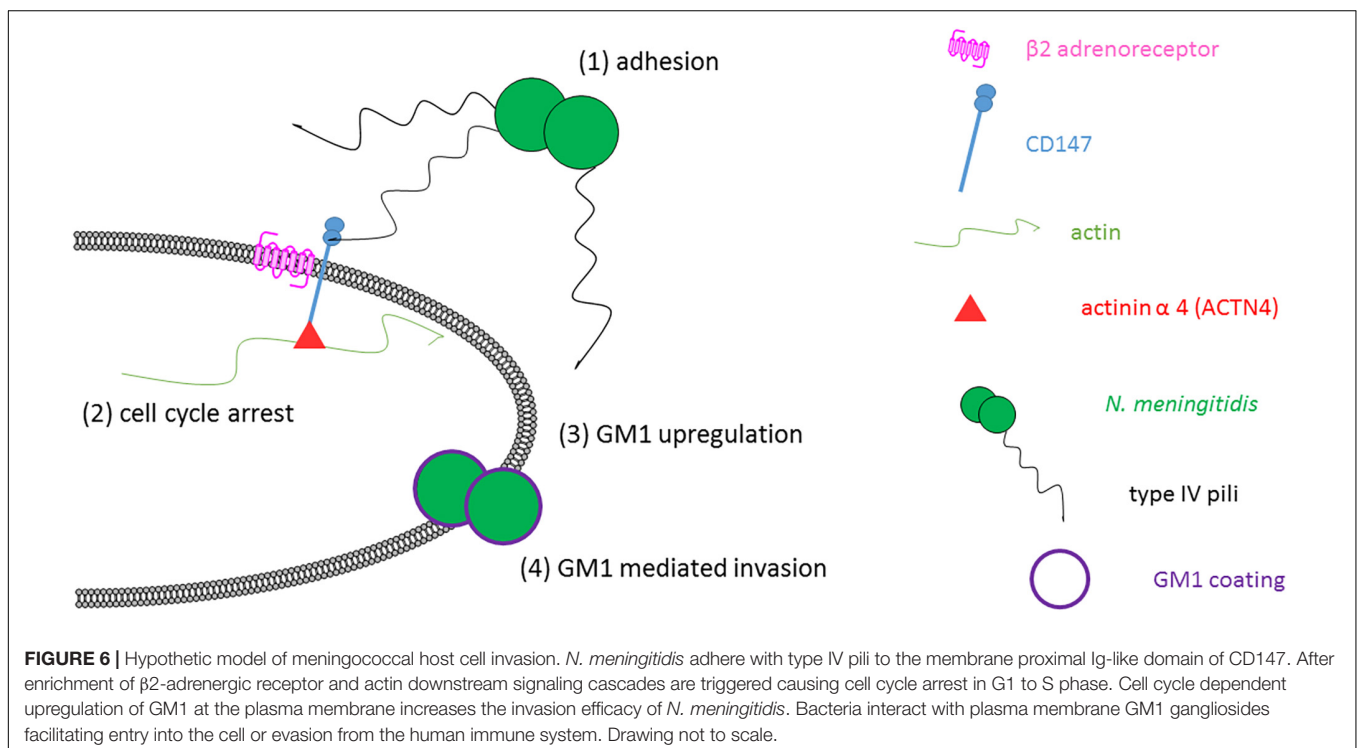 (1) adhesion
(2) cell cycle arrest
(3) GM1 upregulation
(4) GM1 mediated invasion
β2 adrenoreceptor
CD147
actin
actinin α 4 (ACTN4)
N. meningitidis
type IV pili
GM1 coating
FIGURE 6 | Hypothetic model of meningococcal host cell invasion. N. meningitidis adhere with type IV pili to the membrane proximal Ig-like domain of CD147. After
enrichment of β2-adrenergic receptor and actin downstream signaling cascades are triggered causing cell cycle arrest in G1 to S phase. Cell cycle dependent
upregulation of GM1 at the plasma membrane increases the invasion efficacy of N. meningitidis. Bacteria interact with plasma membrane GM1 gangliosides
facilitating entry into the cell or evasion from the human immune system. Drawing not to scale.